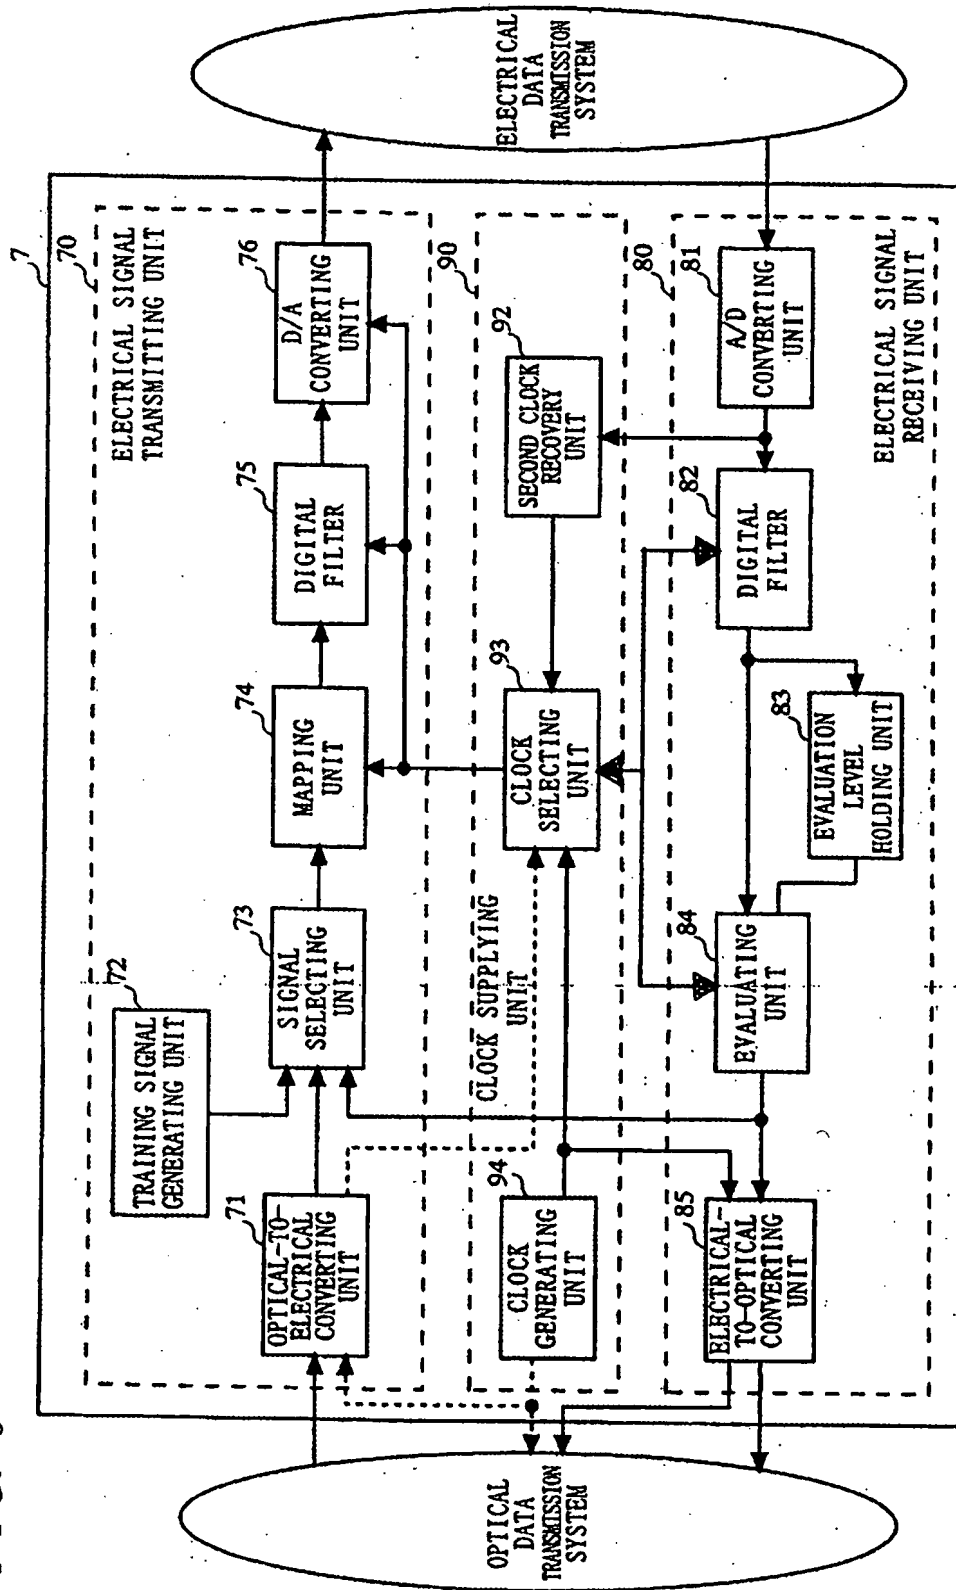 7
70
ELECTRICAL SIGNAL
TRANSMITTING UNIT
72
TRAINING SIGNAL
GENERATING UNIT
71
OPTICAL-TO-
ELECTRICAL
CONVERTING
UNIT
73
SIGNAL
SELECTING
UNIT
74
MAPPING
UNIT
75
DIGITAL
FILTER
76
D/A
CONVERTING
UNIT
90
CLOCK SUPPLYING
UNIT
94
CLOCK
GENERATING
UNIT
93
CLOCK
SELECTING
UNIT
92
SECOND CLOCK
RECOVERY
UNIT
80
85
ELECTRICAL-
TO-OPTICAL
CONVERTING
UNIT
84
EVALUATING
UNIT
83
EVALUATION
LEVEL
HOLDING UNIT
82
DIGITAL
FILTER
81
A/D
CONVERTING
UNIT
ELECTRICAL SIGNAL
RECEIVING UNIT
OPTICAL
DATA
TRANSMISSION
SYSTEM
ELECTRICAL
DATA
TRANSMISSION
SYSTEM